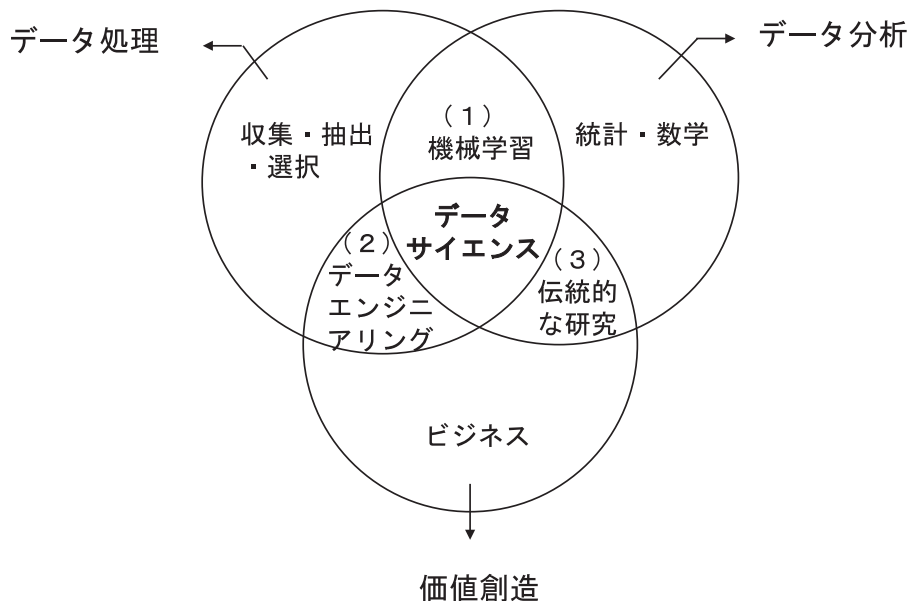 データ処理
データ分析
収集・抽出
・選択
（１）
機械学習
統計・数学
データ
サイエンス
（２）
データ
エンジニ
アリング
（３）
伝統的
な研究
ビジネス
価値創造